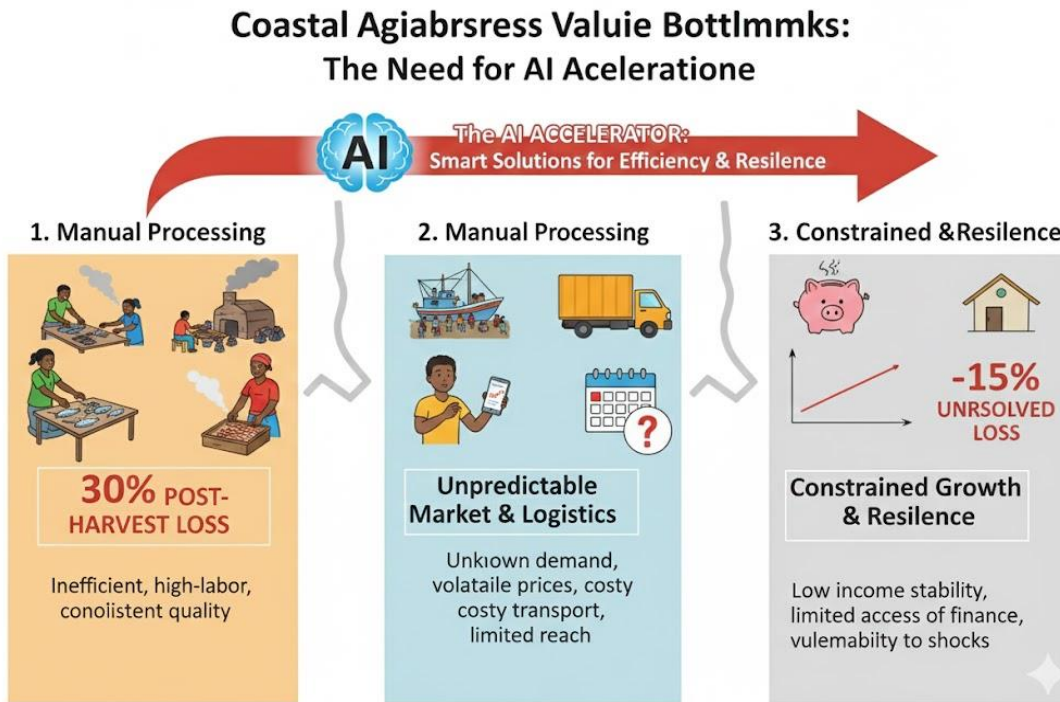 Coastal Agiabrsress Valuie Bottlmmks:
The Need for AI Aceleratione
AI
The AI ACCELERATOR:
Smart Solutions for Efficiency & Resilence
1. Manual Processing
30% POST-
HARVEST LOSS
Inefficient, high-labor,
conoliistent quality
2. Manual Processing
?
Unpredictable
Market & Logistics
Unknown demand,
volataile prices, costy
costy transport,
limited reach
3. Constrained &Resilence
-15%
UNRSOLVED
LOSS
Constrained Growth
& Resilence
Low income stability,
limited access of finance,
vulemabiity to shocks